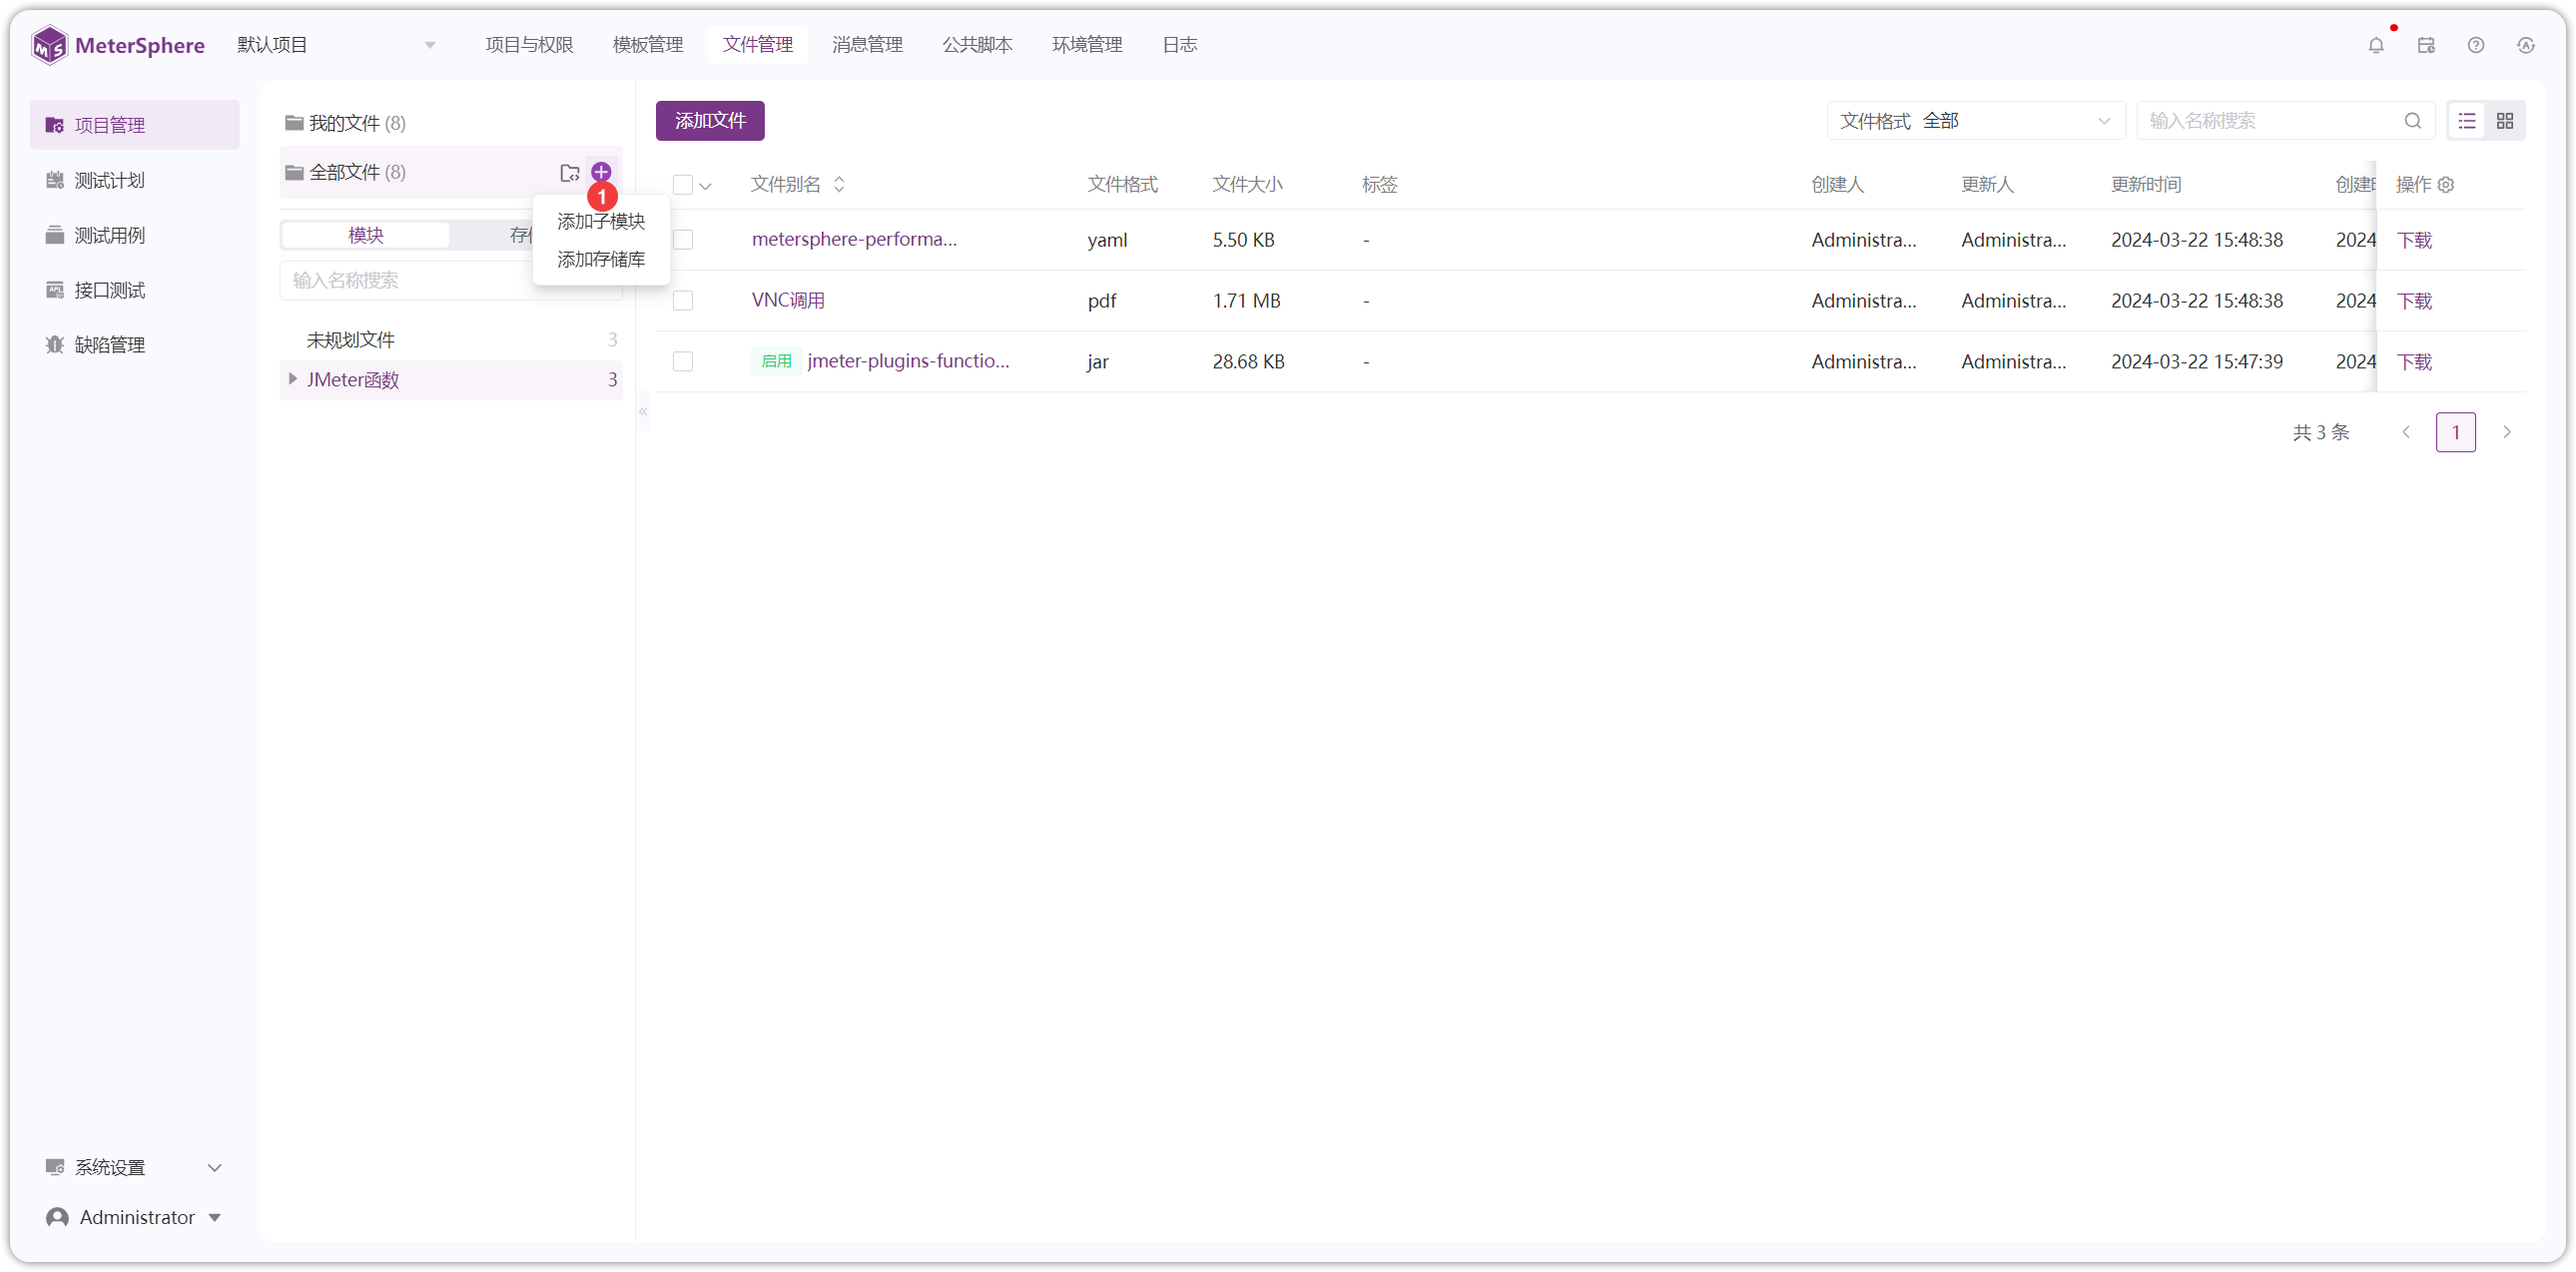 MeterSphere
默认项目
项目与权限
模板管理
文件管理
消息管理
公共脚本
环境管理
日志
项目管理
测试计划
测试用例
接口测试
缺陷管理
系统设置
Administrator
我的文件 (8)
全部文件 (8)
1
添加子模块
添加存储库
模块
存
输入名称搜索
未规划文件 3
JMeter函数 3
添加文件
文件格式 全部
输入名称搜索
文件别名 文件格式 文件大小 标签 创建人 更新人 更新时间 创建 操作
metersphere-performa... yaml 5.50 KB - Administra... Administra... 2024-03-22 15:48:38 2024 下载
VNC调用 pdf 1.71 MB - Administra... Administra... 2024-03-22 15:48:38 2024 下载
启用 jmeter-plugins-functio... jar 28.68 KB - Administra... Administra... 2024-03-22 15:47:39 2024 下载
共 3 条 1